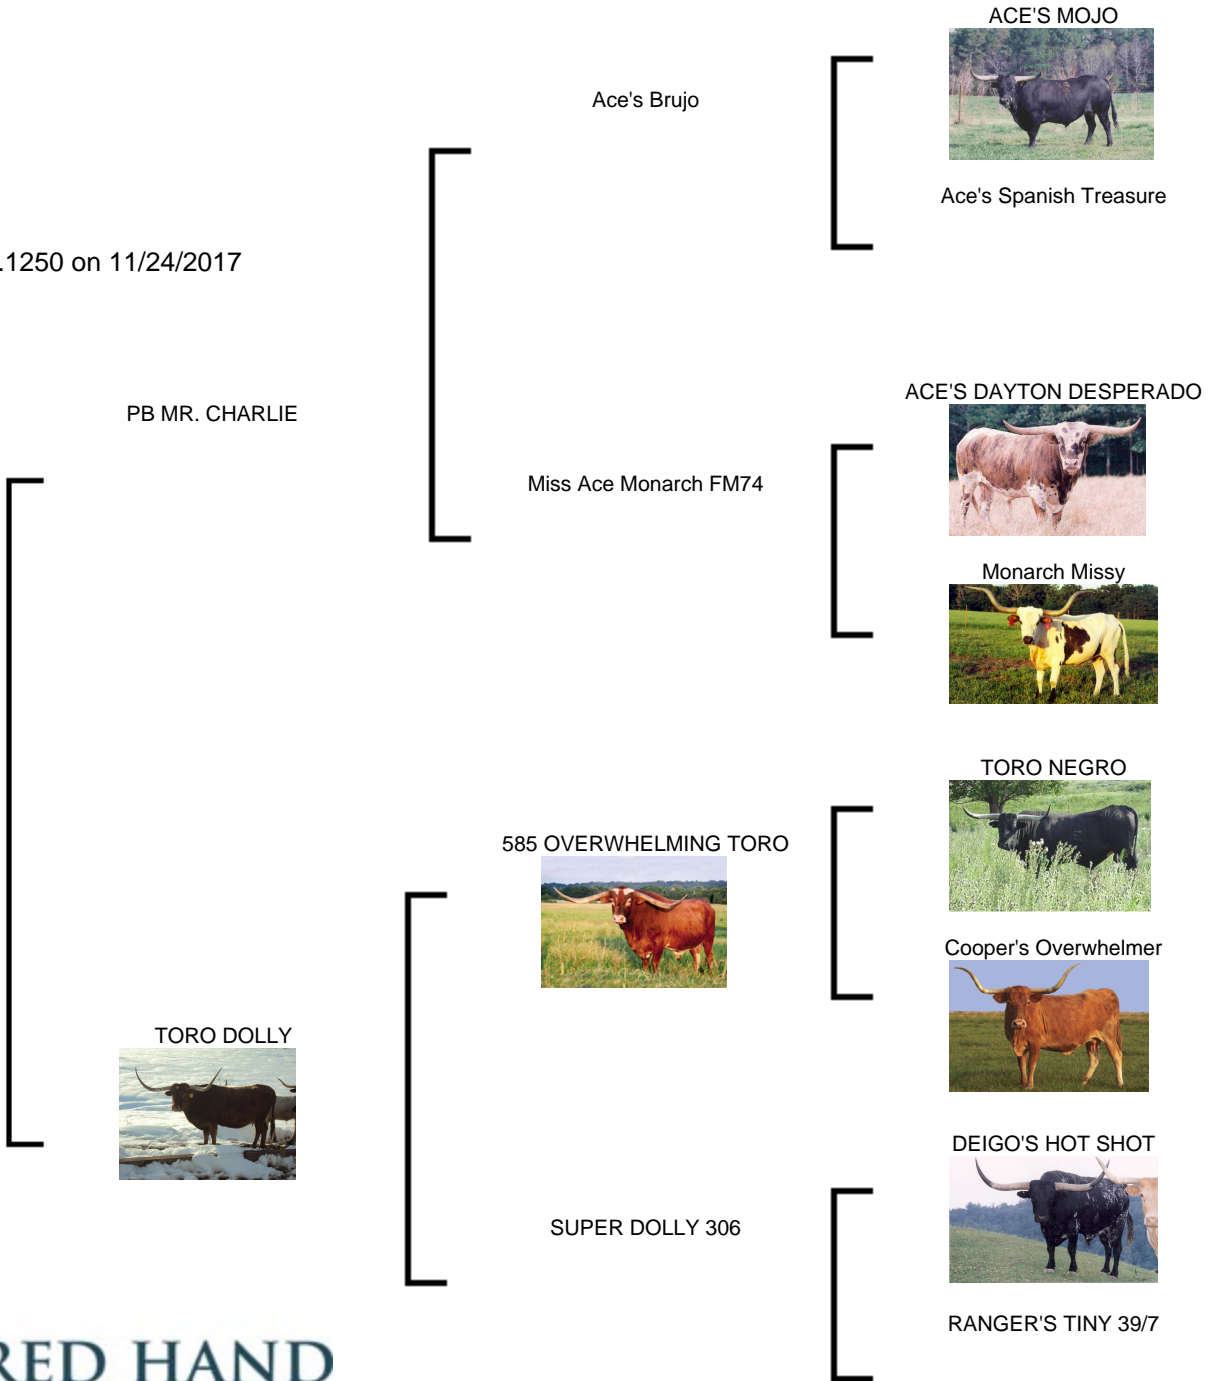 ACE'S MOJO
Ace's Brujo
Ace's Spanish Treasure
.1250 on 11/24/2017
ACE'S DAYTON DESPERADO
PB MR. CHARLIE
Miss Ace Monarch FM74
Monarch Missy
TORO NEGRO
585 OVERWHELMING TORO
Cooper's Overwhelmer
TORO DOLLY
DEIGO'S HOT SHOT
SUPER DOLLY 306
RANGER'S TINY 39/7
RED HAND